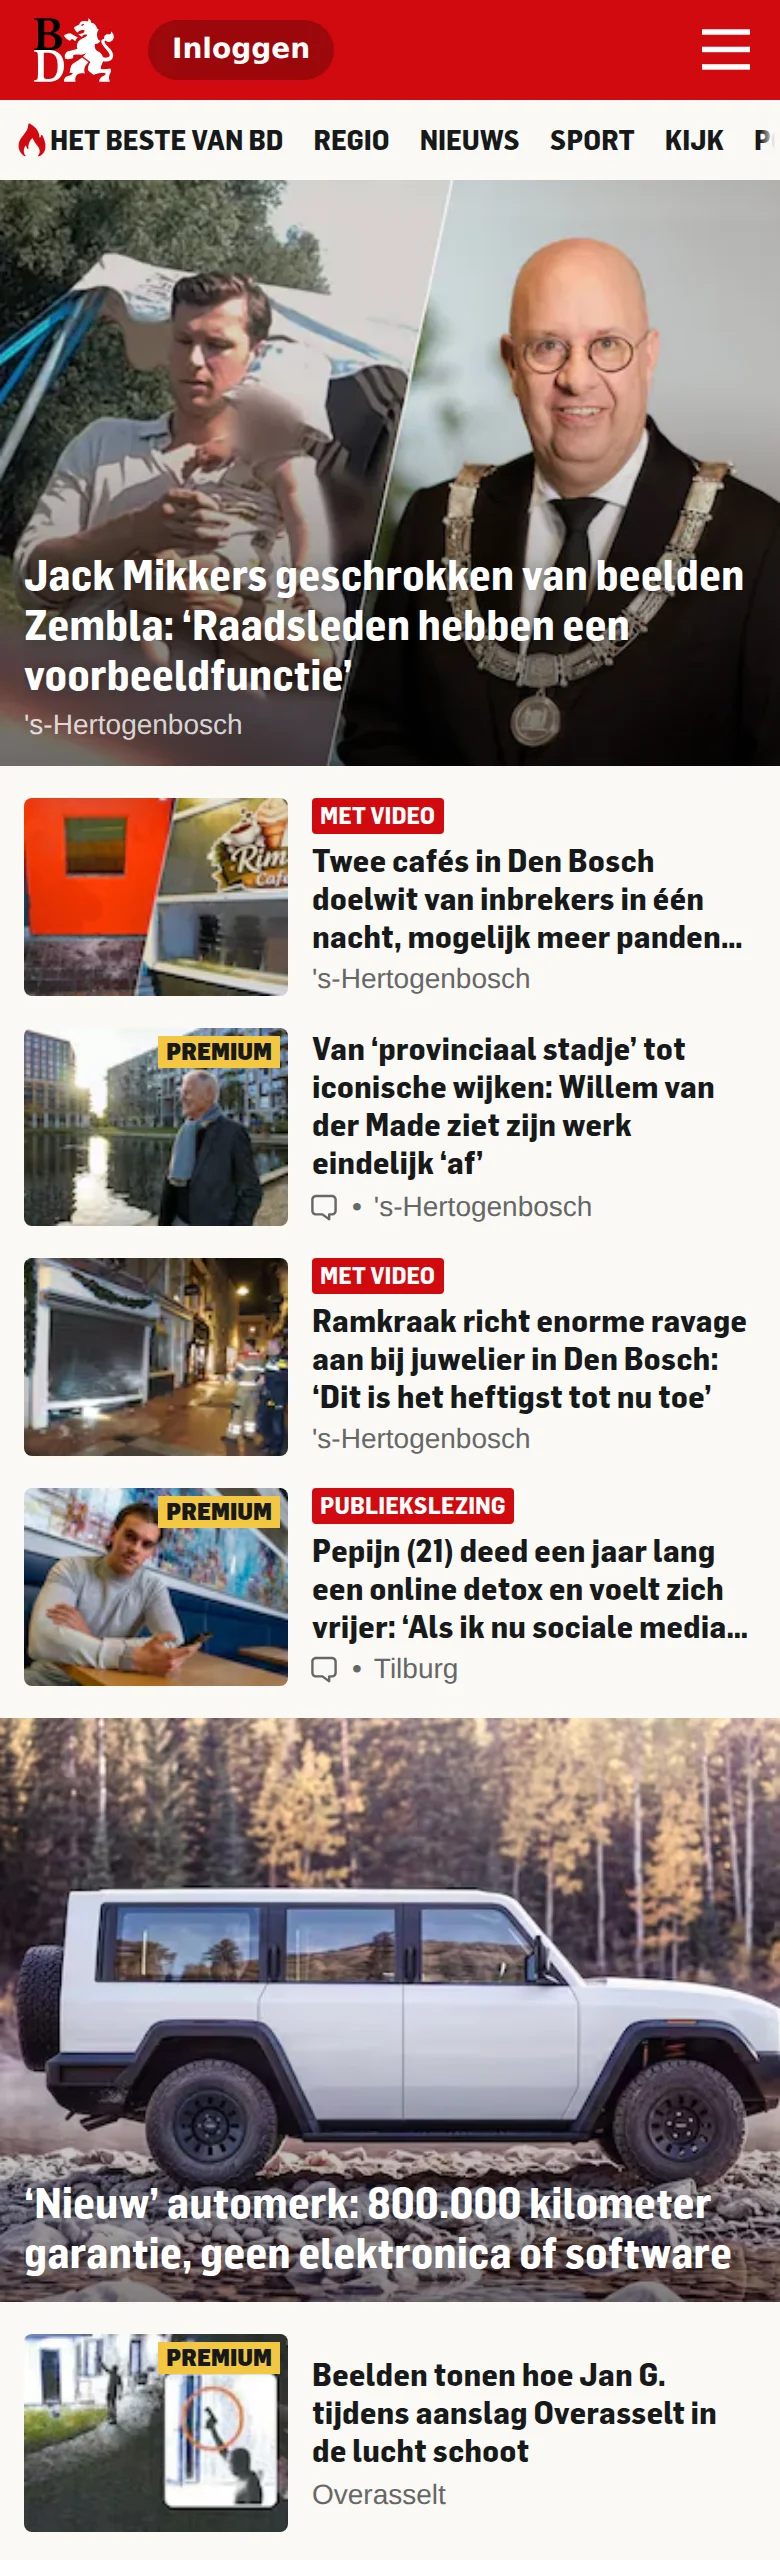 BD
Inloggen
HET BESTE VAN BD REGIO NIEUWS SPORT KIJK
Jack Mikkers geschrokken van beelden
Zembla: ‘Raadsleden hebben een
voorbeeldfunctie’
's-Hertogenbosch
Rim
Cafe
MET VIDEO
Twee cafés in Den Bosch
doelwit van inbrekers in één
nacht, mogelijk meer panden...
's-Hertogenbosch
PREMIUM
Van ‘provinciaal stadje’ tot
iconische wijken: Willem van
der Made ziet zijn werk
eindelijk ‘af’
• 's-Hertogenbosch
MET VIDEO
Ramkraak richt enorme ravage
aan bij juwelier in Den Bosch:
‘Dit is het heftigst tot nu toe’
's-Hertogenbosch
PREMIUM
PUBLIEKSLEZING
Pepijn (21) deed een jaar lang
een online detox en voelt zich
vrijer: ‘Als ik nu sociale media...
• Tilburg
‘Nieuw’ automerk: 800.000 kilometer
garantie, geen elektronica of software
PREMIUM
Beelden tonen hoe Jan G.
tijdens aanslag Overasselt in
de lucht schoot
Overasselt